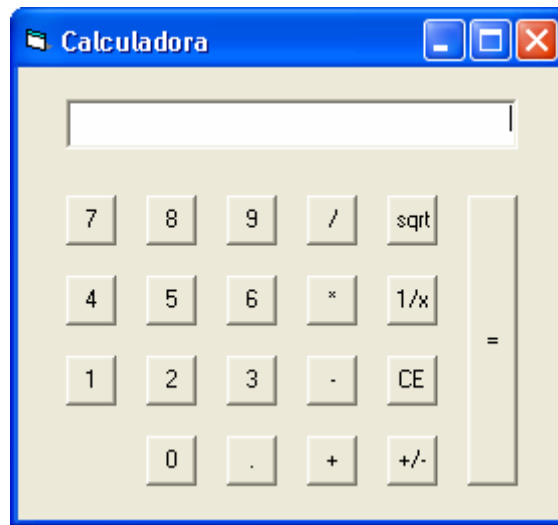 Calculadora
7 8 9 / sqrt
4 5 6 * 1/x
=
1 2 3 - CE
0 . + +/-